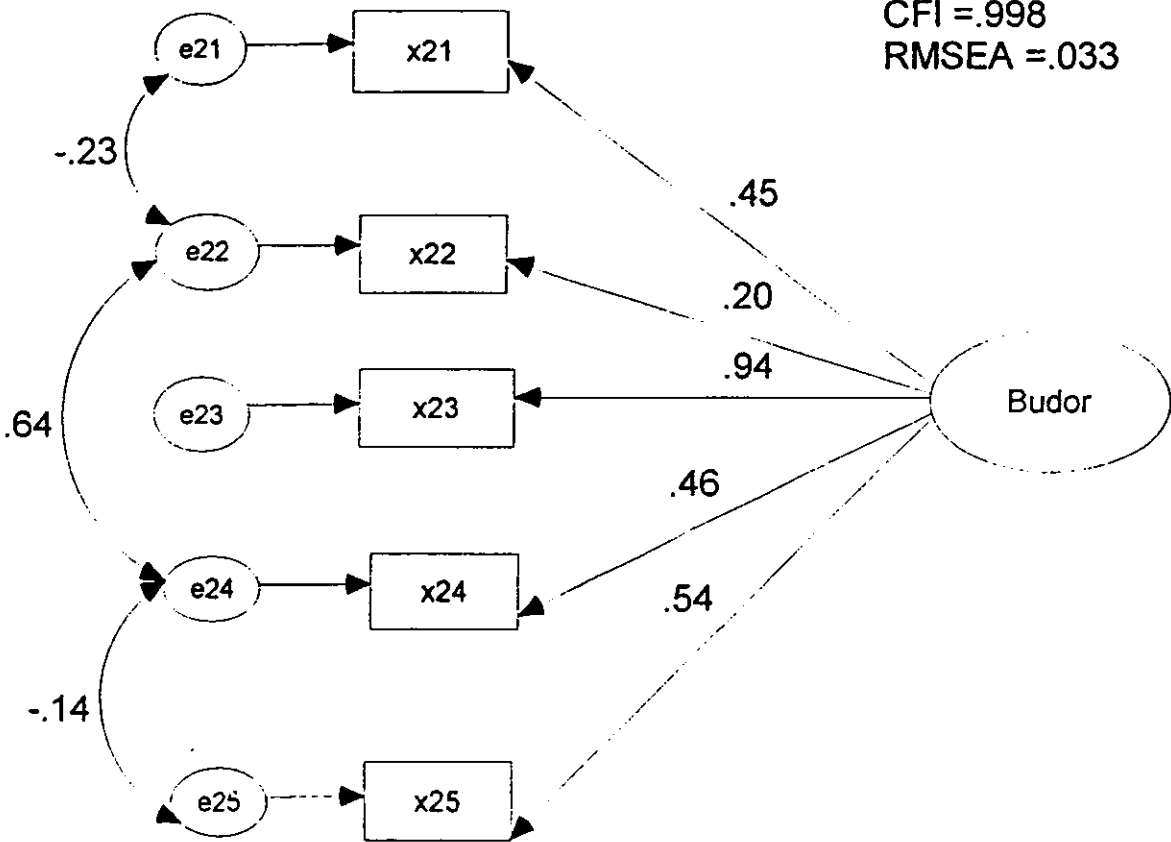 CFI =.998
RMSEA =.033
e21
x21
-.23
.45
e22
x22
.20
.94
e23
x23
Budor
.64
.46
e24
x24
.54
-.14
e25
x25